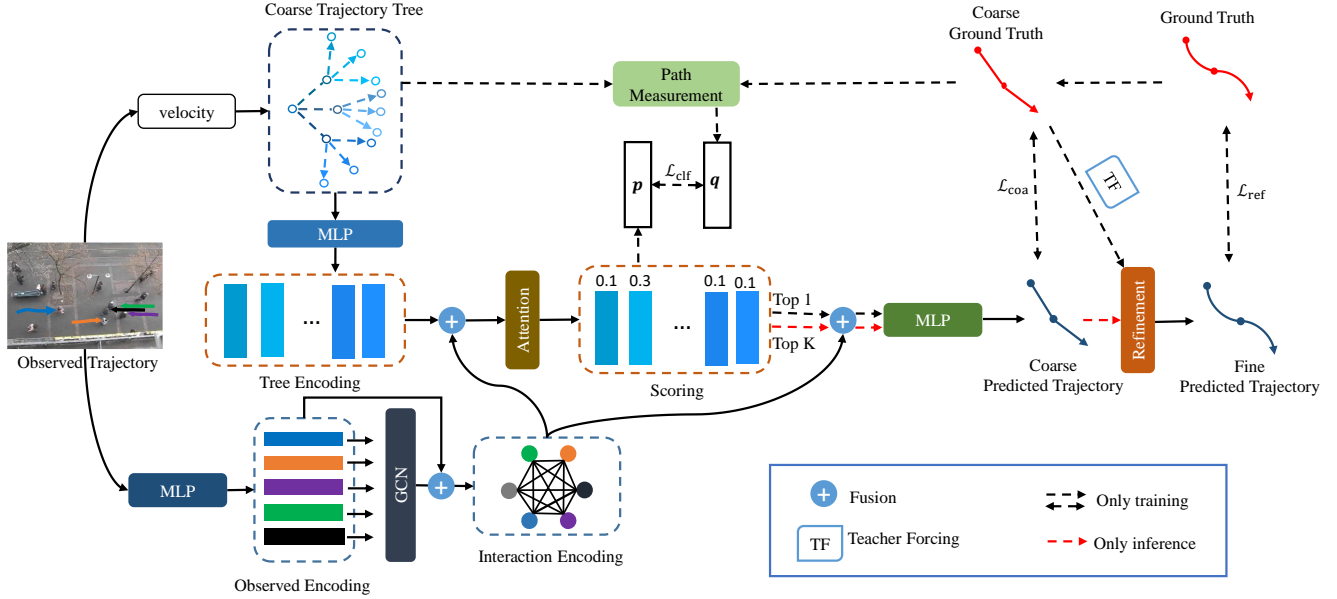 Coarse Trajectory Tree
Coarse
Ground Truth
Ground Truth
velocity
Path
Measurement
p
ℒclf
q
ℒcoa
TF
ℒref
MLP
0.1
0.3
0.1
0.1
...
...
Attention
Top 1
Top K
MLP
Refinement
Observed Trajectory
Tree Encoding
Scoring
Coarse
Predicted Trajectory
Fine
Predicted Trajectory
MLP
GCN
Observed Encoding
Interaction Encoding
Fusion
TF
Teacher Forcing
Only training
Only inference